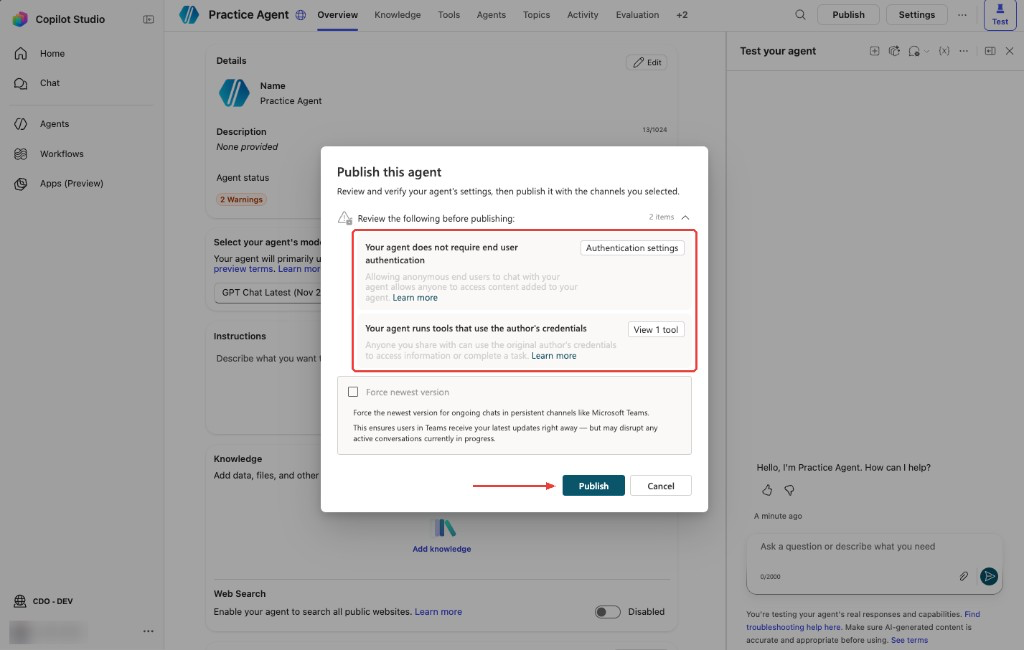 Copilot Studio
Home
Chat
Agents
Workflows
Apps (Preview)
CDO - DEV
Practice Agent
Overview
Knowledge
Tools
Agents
Topics
Activity
Evaluation
+2
Publish
Settings
Test
Details
Edit
Name
Practice Agent
Description
13/1024
None provided
Agent status
2 Warnings
Select your agent's mode
Your agent will primarily u
preview terms. Learn mor
GPT Chat Latest (Nov 2
Instructions
Describe what you want t
Knowledge
Add data, files, and other
Add knowledge
Web Search
Enable your agent to search all public websites. Learn more
Disabled
Publish this agent
Review and verify your agent's settings, then publish it with the channels you selected.
Review the following before publishing:
2 items
Your agent does not require end user
authentication
Authentication settings
Allowing anonymous end users to chat with your
agent allows anyone to access content added to your
agent. Learn more
Your agent runs tools that use the author's credentials
View 1 tool
Anyone you share with can use the original author's credentials
to access information or complete a task. Learn more
Force newest version
Force the newest version for ongoing chats in persistent channels like Microsoft Teams.
This ensures users in Teams receive your latest updates right away — but may disrupt any
active conversations currently in progress.
Publish
Cancel
Test your agent
{x}
Hello, I'm Practice Agent. How can I help?
A minute ago
Ask a question or describe what you need
0/2000
You're testing your agent's real responses and capabilities. Find
troubleshooting help here. Make sure AI-generated content is
accurate and appropriate before using. See terms